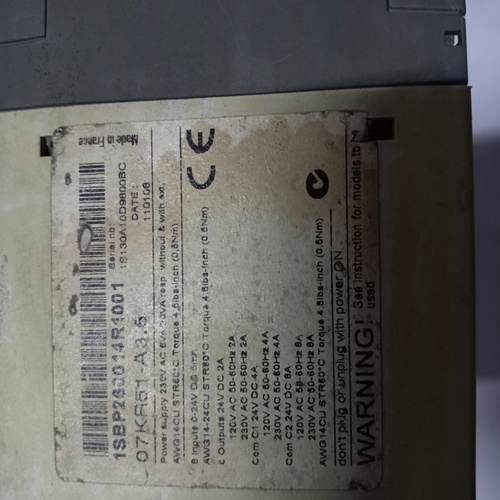 1SBP260014R1001
Serial nb:
1S130A10D9800BC
Made in France
07KR51-A3.5
DATE:
110108
Power supply 230V AC 6VA 20VA resp. without & with ext.
AWG14CU STR60°C Torque 4.5lbs-inch (0.5Nm)
8 Inputs 0-24V DC
AWG14-24CU STR60°C Torque 4.5lbs-inch (0.5Nm)
6 Outputs 24V DC 2A
120V AC 50-60Hz 2A
230V AC 50-60Hz 2A
Com C1 24V DC 4A
120V AC 50-60Hz 4A
230V AC 50-60Hz 4A
Com C2 24V DC 8A
120V AC 50-60Hz 8A
230V AC 50-60Hz 8A
AWG14CU STR60°C Torque 4.5lbs-inch (0.5Nm)
CE
don't plug or unplug with power ON
WARNING! See instruction for models to be
used